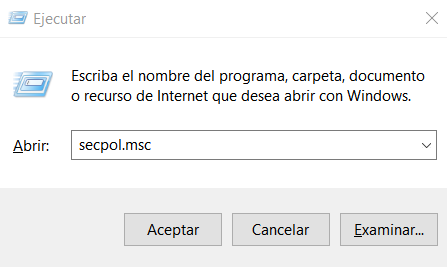 Ejecutar
Escriba el nombre del programa, carpeta, documento
o recurso de Internet que desea abrir con Windows.
Abrir: secpol.msc
Aceptar Cancelar Examinar...